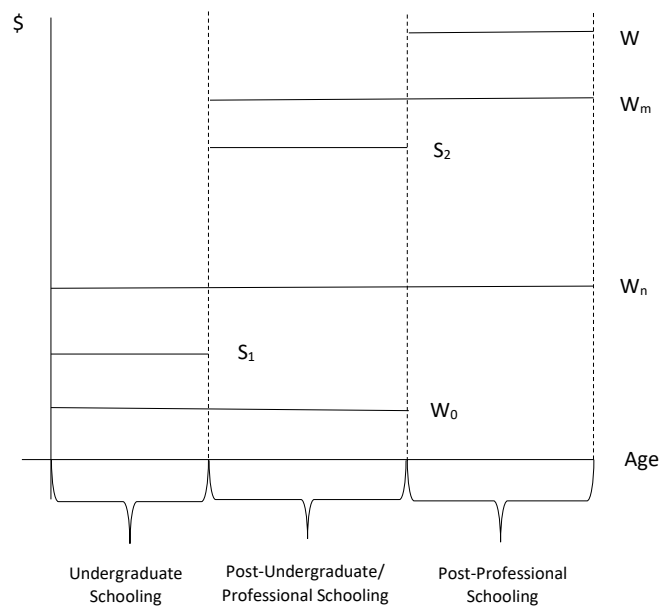 $
W
Wₘ
S₂
Wₙ
S₁
W₀
Age
Undergraduate
Schooling
Post-Undergraduate/
Professional Schooling
Post-Professional
Schooling